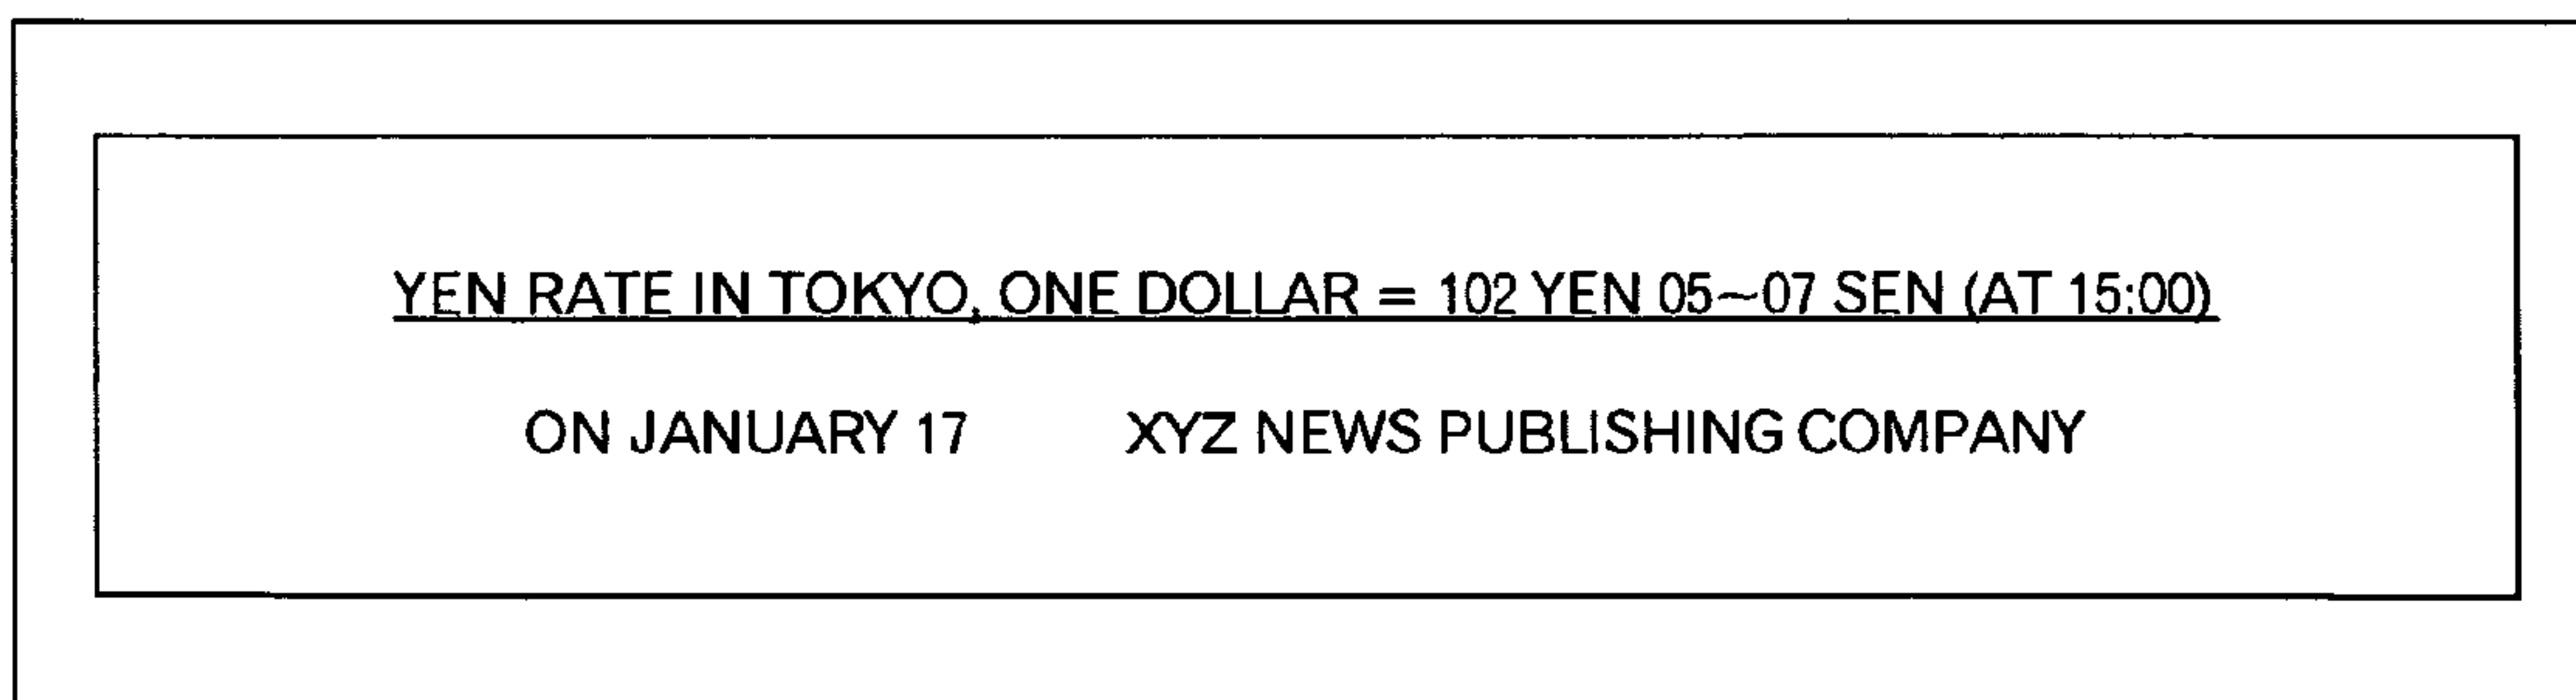 YEN RATE IN TOKYO, ONE DOLLAR = 102 YEN 05~07 SEN (AT 15:00)
ON JANUARY 17 XYZ NEWS PUBLISHING COMPANY